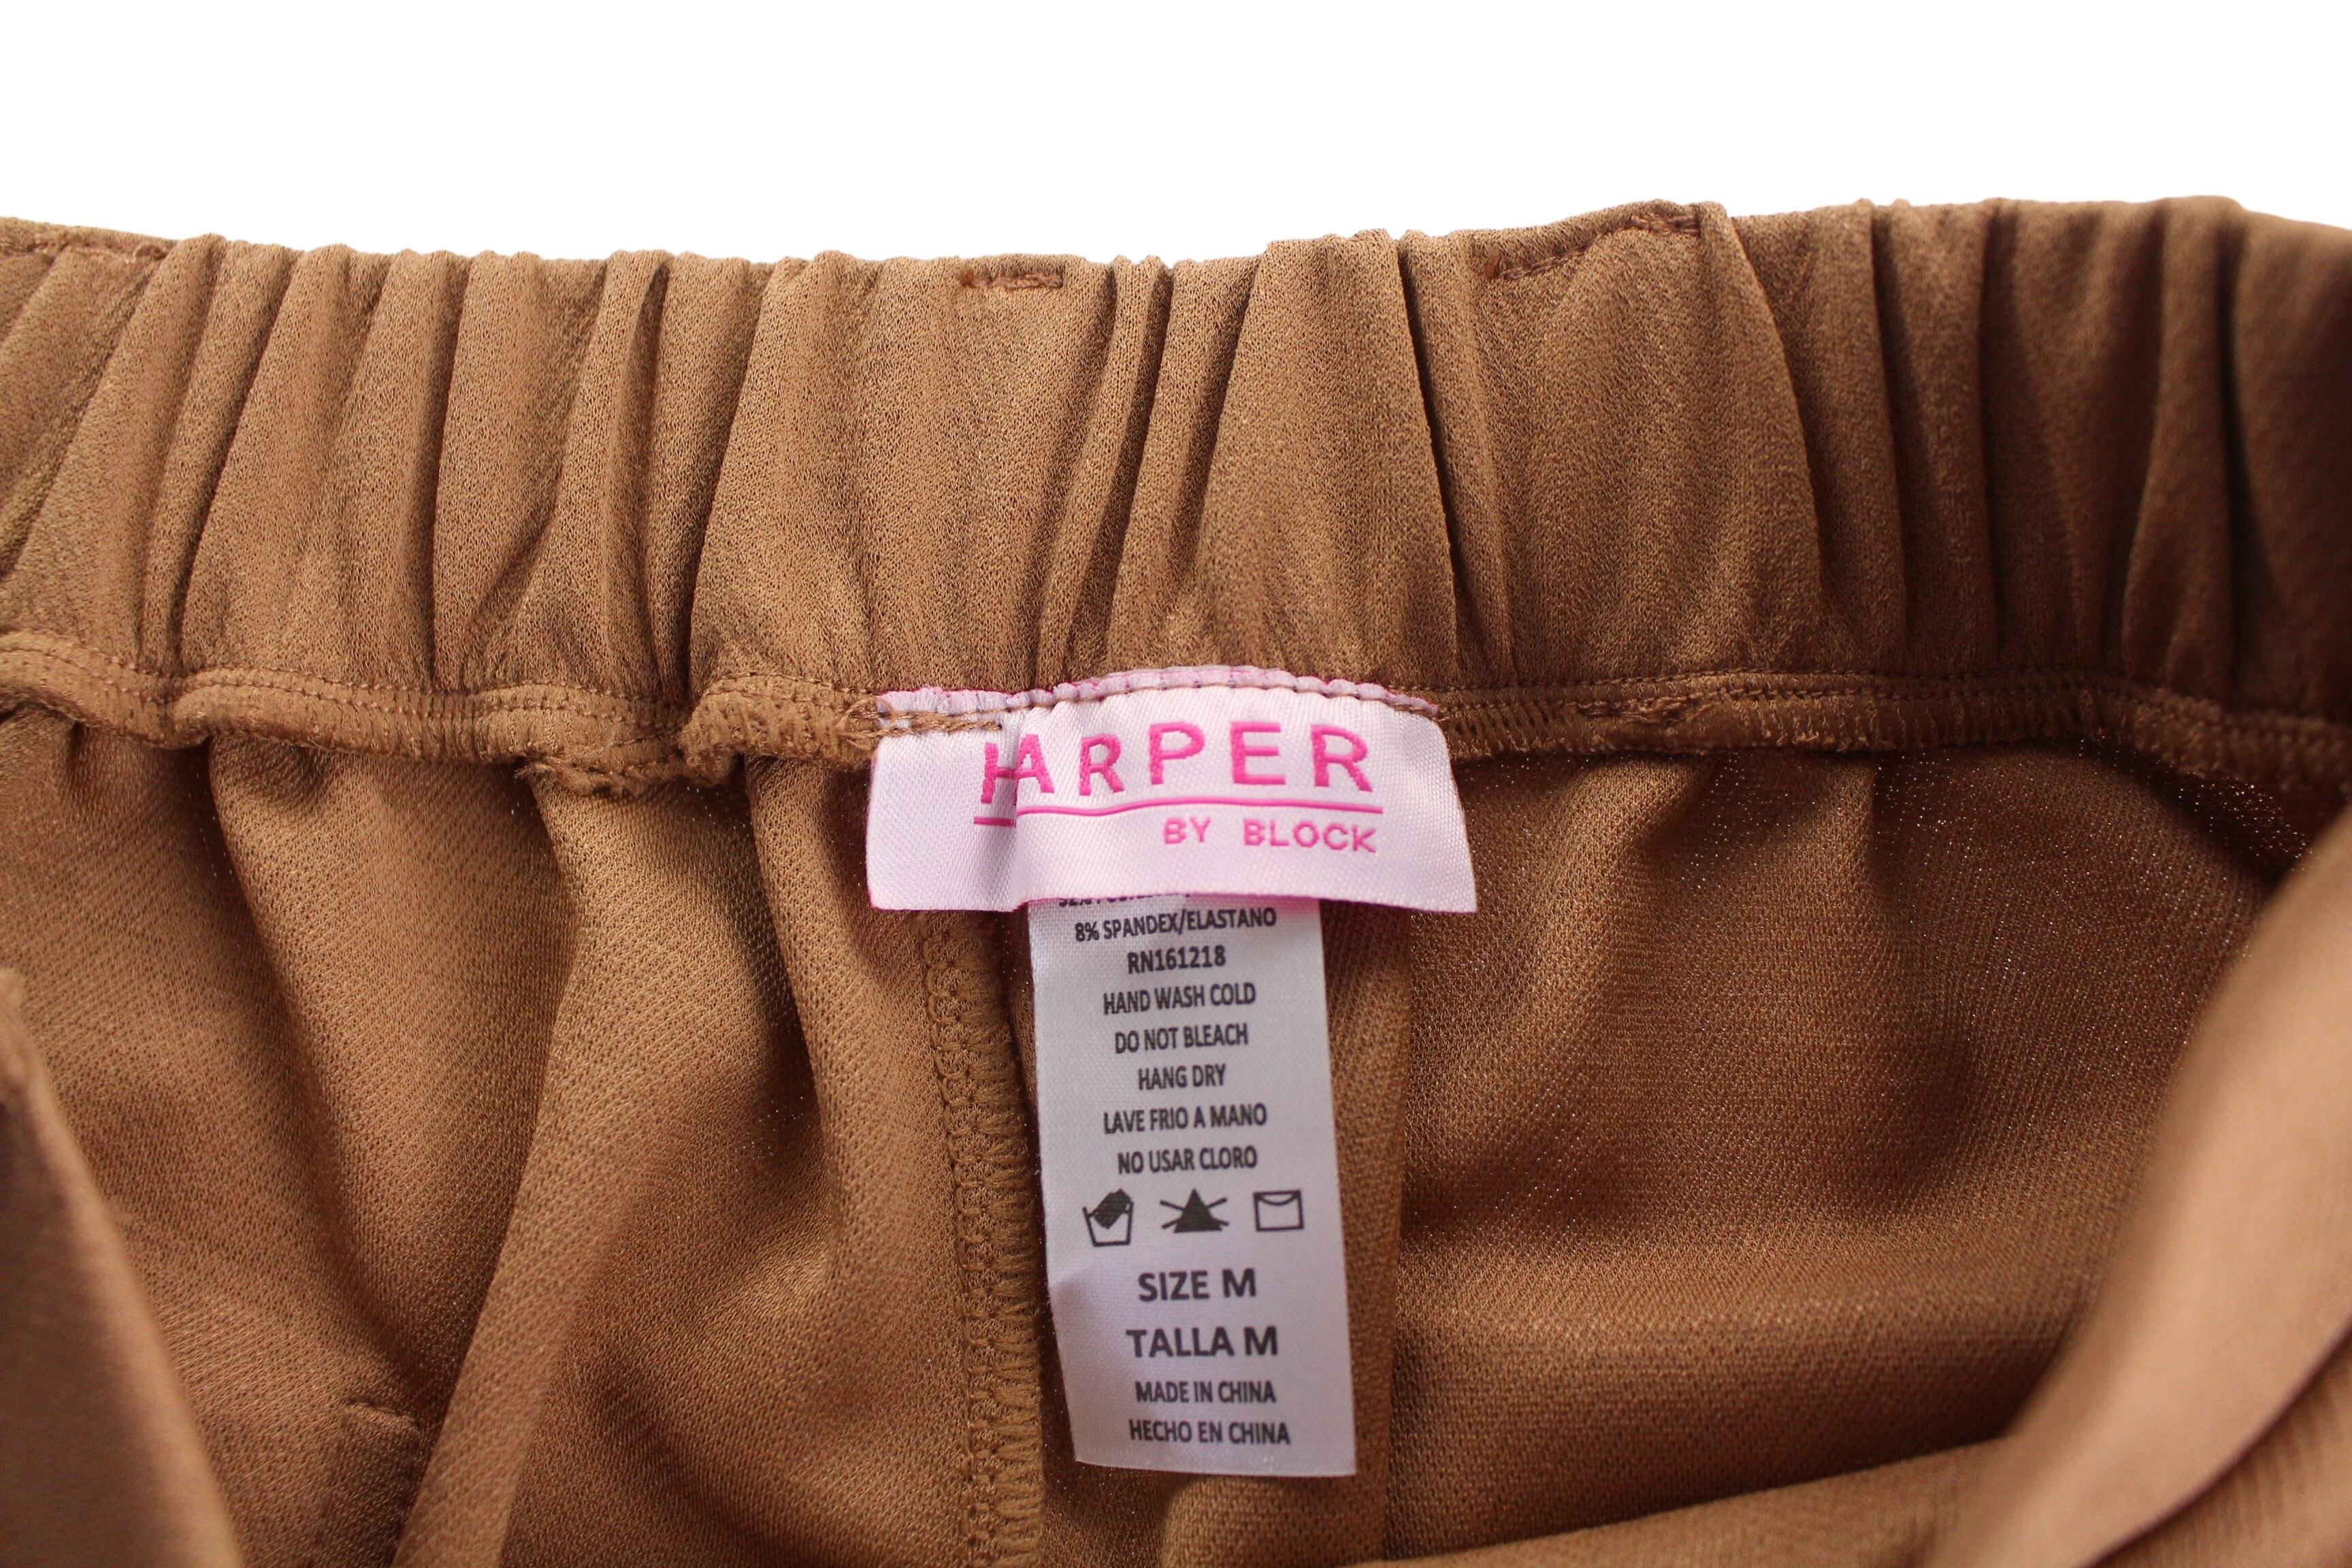 HARPER
BY BLOCK
8% SPANDEX/ELASTANO
RN161218
HAND WASH COLD
DO NOT BLEACH
HANG DRY
LAVE FRIO A MANO
NO USAR CLORO
SIZE M
TALLA M
MADE IN CHINA
HECHO EN CHINA